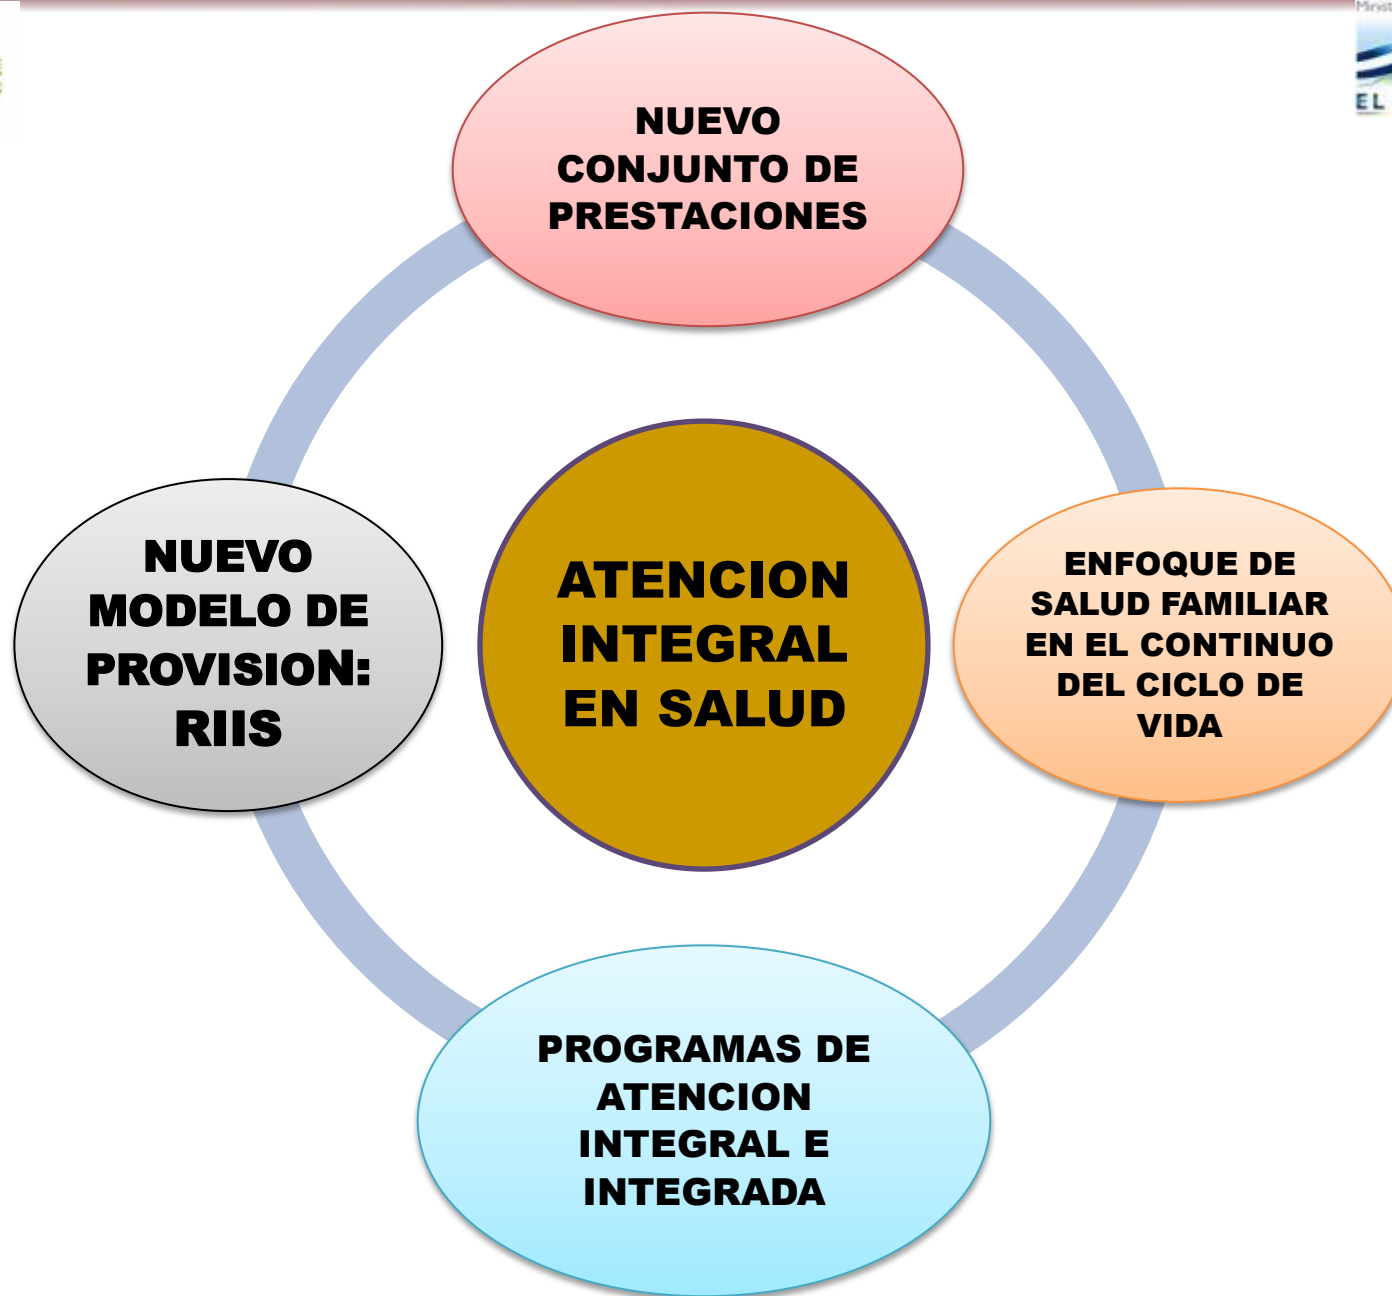 NUEVO
CONJUNTO DE
PRESTACIONES
NUEVO
MODELO DE
PROVISION:
RIIS
ATENCION
INTEGRAL
EN SALUD
ENFOQUE DE
SALUD FAMILIAR
EN EL CONTINUO
DEL CICLO DE
VIDA
PROGRAMAS DE
ATENCION
INTEGRAL E
INTEGRADA
EL